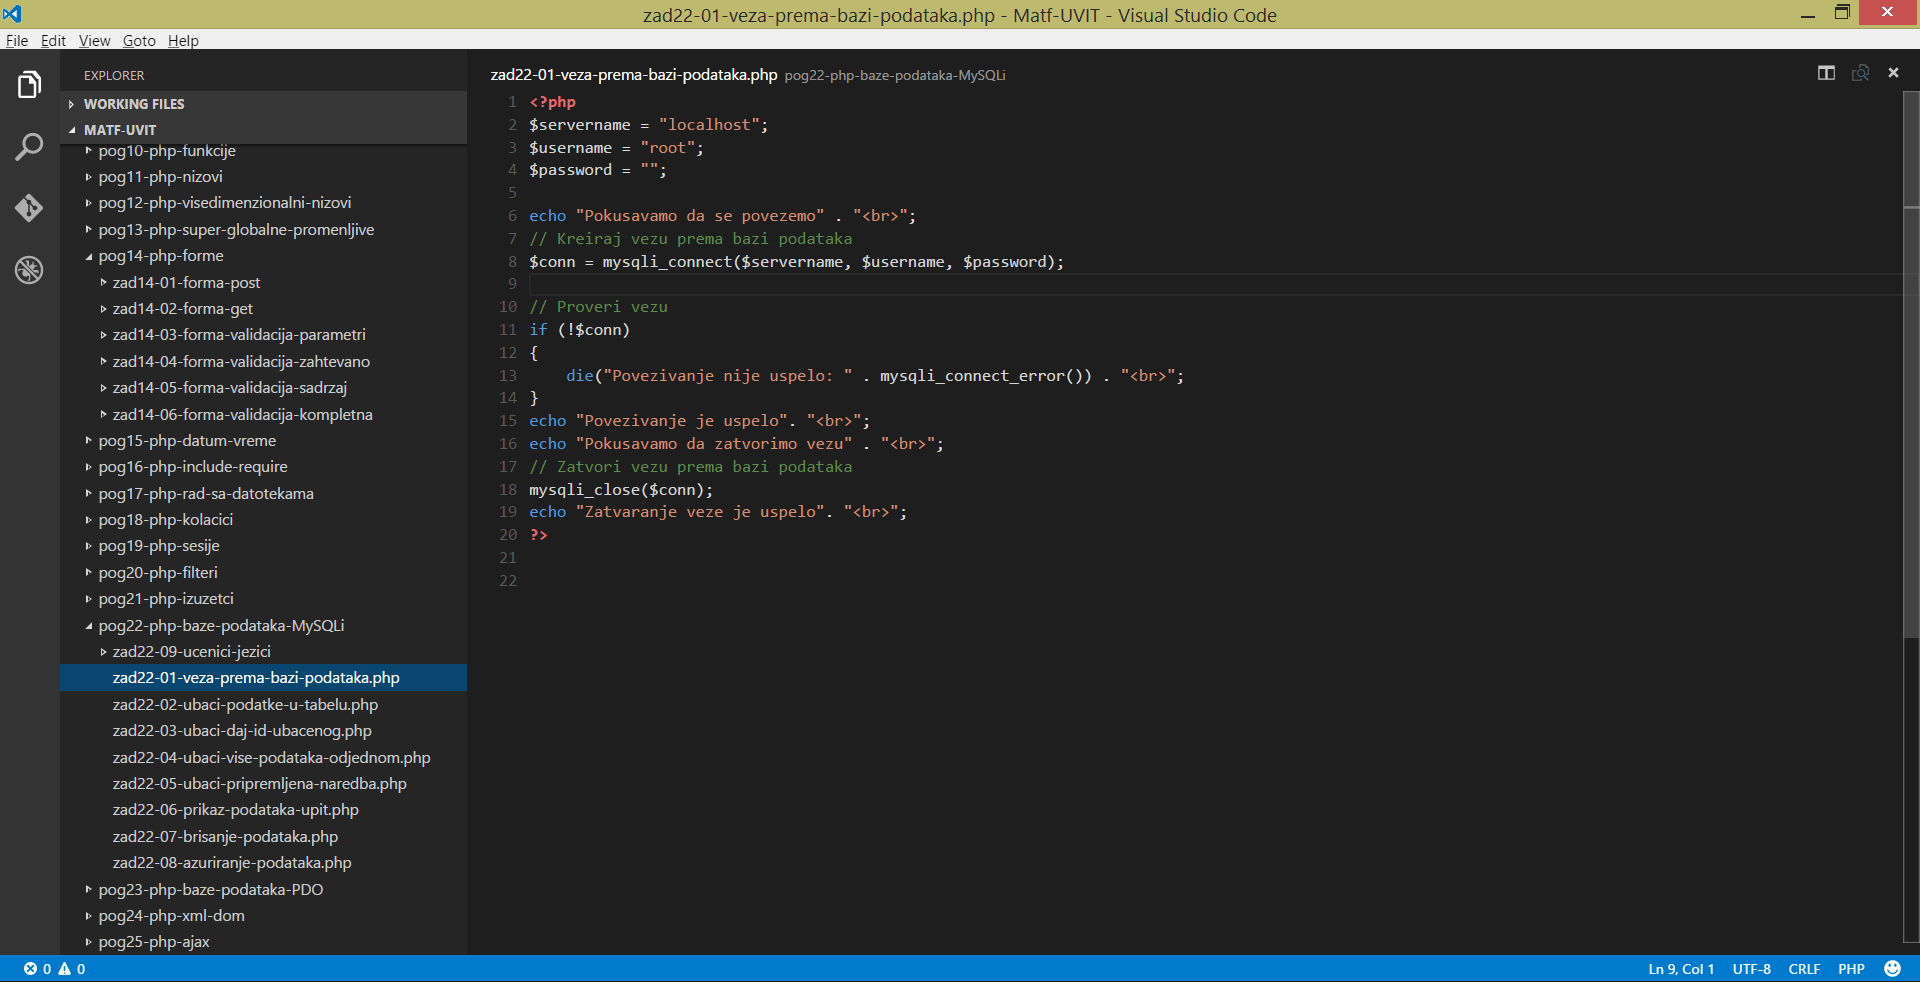 zad22-01-veza-prema-bazi-podataka.php - Matf-UVIT - Visual Studio Code
File Edit View Goto Help
EXPLORER
WORKING FILES
MATF-UVIT
pog10-php-funkcije
pog11-php-nizovi
pog12-php-visedimenzionalni-nizovi
pog13-php-super-globalne-promenljive
pog14-php-forme
zad14-01-forma-post
zad14-02-forma-get
zad14-03-forma-validacija-parametri
zad14-04-forma-validacija-zahtevano
zad14-05-forma-validacija-sadrzaj
zad14-06-forma-validacija-kompletna
pog15-php-datum-vreme
pog16-php-include-require
pog17-php-rad-sa-datotekama
pog18-php-kolacici
pog19-php-sesije
pog20-php-filteri
pog21-php-izuzetci
pog22-php-baze-podataka-MySQLi
zad22-09-ucenici-jezici
zad22-01-veza-prema-bazi-podataka.php
zad22-02-ubaci-podatke-u-tabelu.php
zad22-03-ubaci-daj-id-ubacenog.php
zad22-04-ubaci-vise-podataka-odjednom.php
zad22-05-ubaci-pripremljena-naredba.php
zad22-06-prikaz-podataka-upit.php
zad22-07-brisanje-podataka.php
zad22-08-azuriranje-podataka.php
pog23-php-baze-podataka-PDO
pog24-php-xml-dom
pog25-php-ajax
zad22-01-veza-prema-bazi-podataka.php pog22-php-baze-podataka-MySQLi
1 <?php
2 $servername = "localhost";
3 $username = "root";
4 $password = "";
5
6 echo "Pokusavamo da se povezemo" . "<br>";
7 // Kreiraj vezu prema bazi podataka
8 $conn = mysqli_connect($servername, $username, $password);
9
10 // Proveri vezu
11 if (!$conn)
12 {
13     die("Povezivanje nije uspelo: " . mysqli_connect_error()) . "<br>";
14 }
15 echo "Povezivanje je uspelo". "<br>";
16 echo "Pokusavamo da zatvorimo vezu" . "<br>";
17 // Zatvori vezu prema bazi podataka
18 mysqli_close($conn);
19 echo "Zatvaranje veze je uspelo". "<br>";
20 ?>
21
22
0 0 Ln 9, Col 1 UTF-8 CRLF PHP